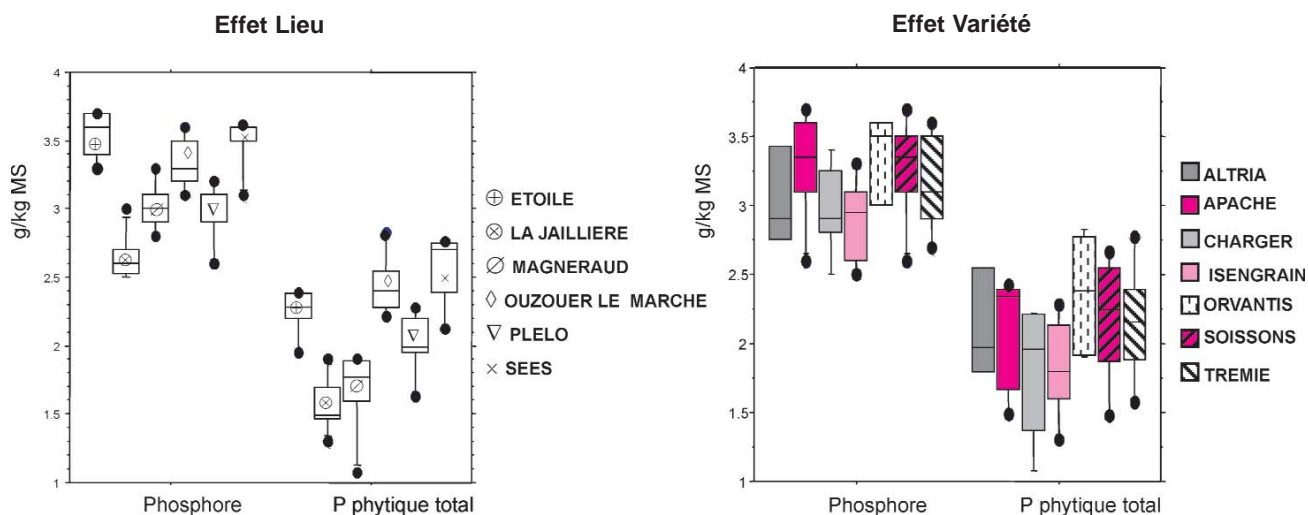 Effet Lieu
4
3.5
3
2.5
2
1.5
1
g/kg MS
Phosphore
P phytique total
ETOILE
LA JAILLIERE
MAGNERAUD
OUZOUER LE MARCHE
PLELO
SEES
Effet Variété
4
3.5
3
2.5
2
1.5
1
g/kg MS
Phosphore
P phytique total
ALTRIA
APACHE
CHARGER
ISENGRAIN
ORVANTIS
SOISSONS
TREMIE